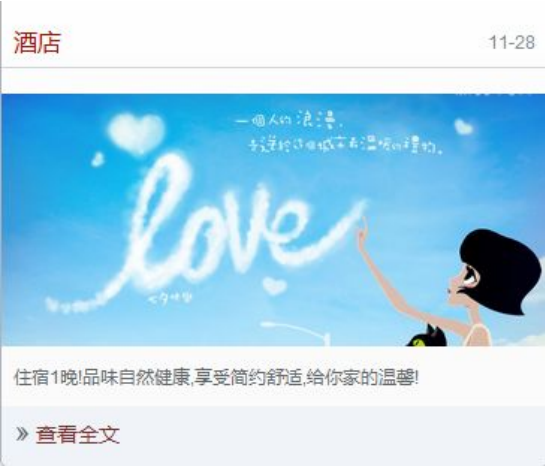 酒店
11-28
一個人的浪漫,
love
住宿1晚!品味自然健康,享受简约舒适,给你家的温馨!
» 查看全文